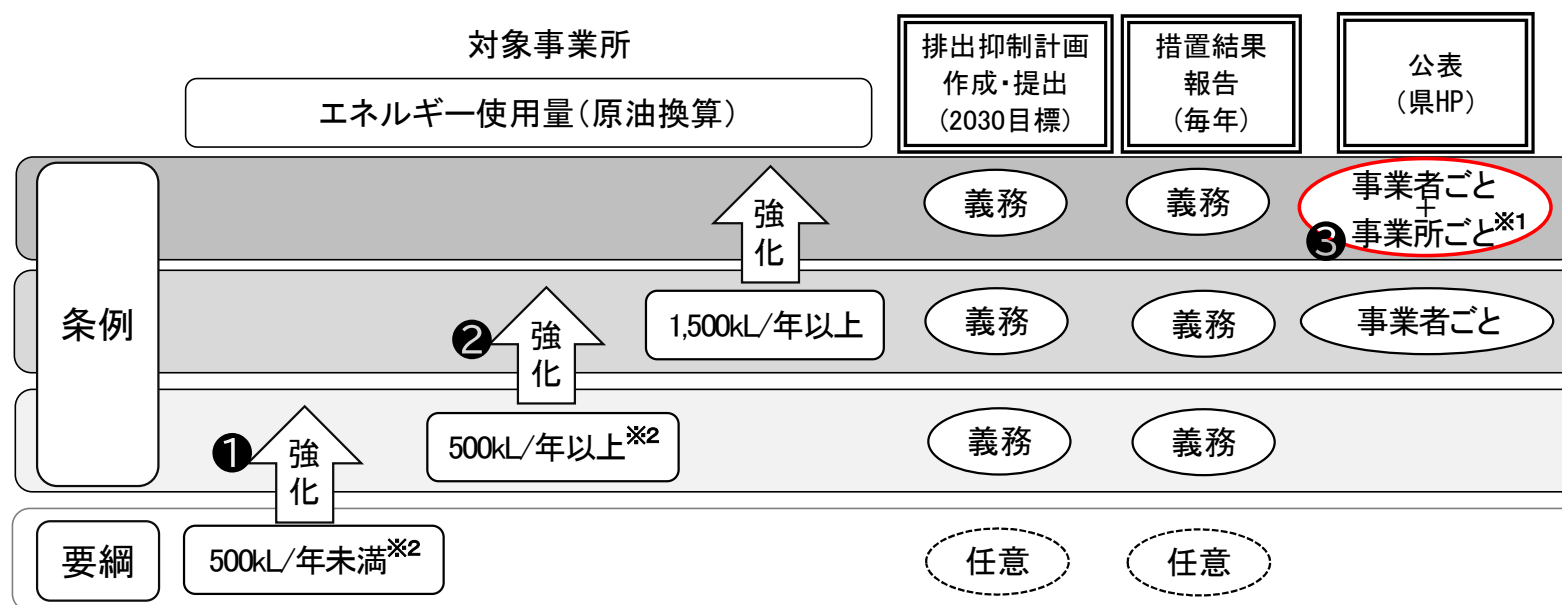 対象事業所
エネルギー使用量（原油換算）
排出抑制計画
作成・提出
（2030目標）
措置結果
報告
（毎年）
公表
（県HP）
条例
強
化
義務
義務
事業者ごと
＋
❸事業所ごと※1
❷
強
化
1,500kL/年以上
義務
義務
事業者ごと
❶
強
化
500kL/年以上※2
義務
義務
要綱
500kL/年未満※2
任意
任意